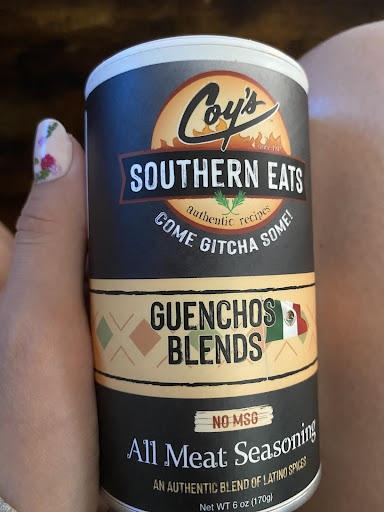 Coy's
SOUTHERN EATS
authentic recipes
COME GITCHA SOME!
GUENCHOS
BLENDS
NO MSG
All Meat Seasoning
AN AUTHENTIC BLEND OF LATINO SPICES
Net WT 6 oz (170g)